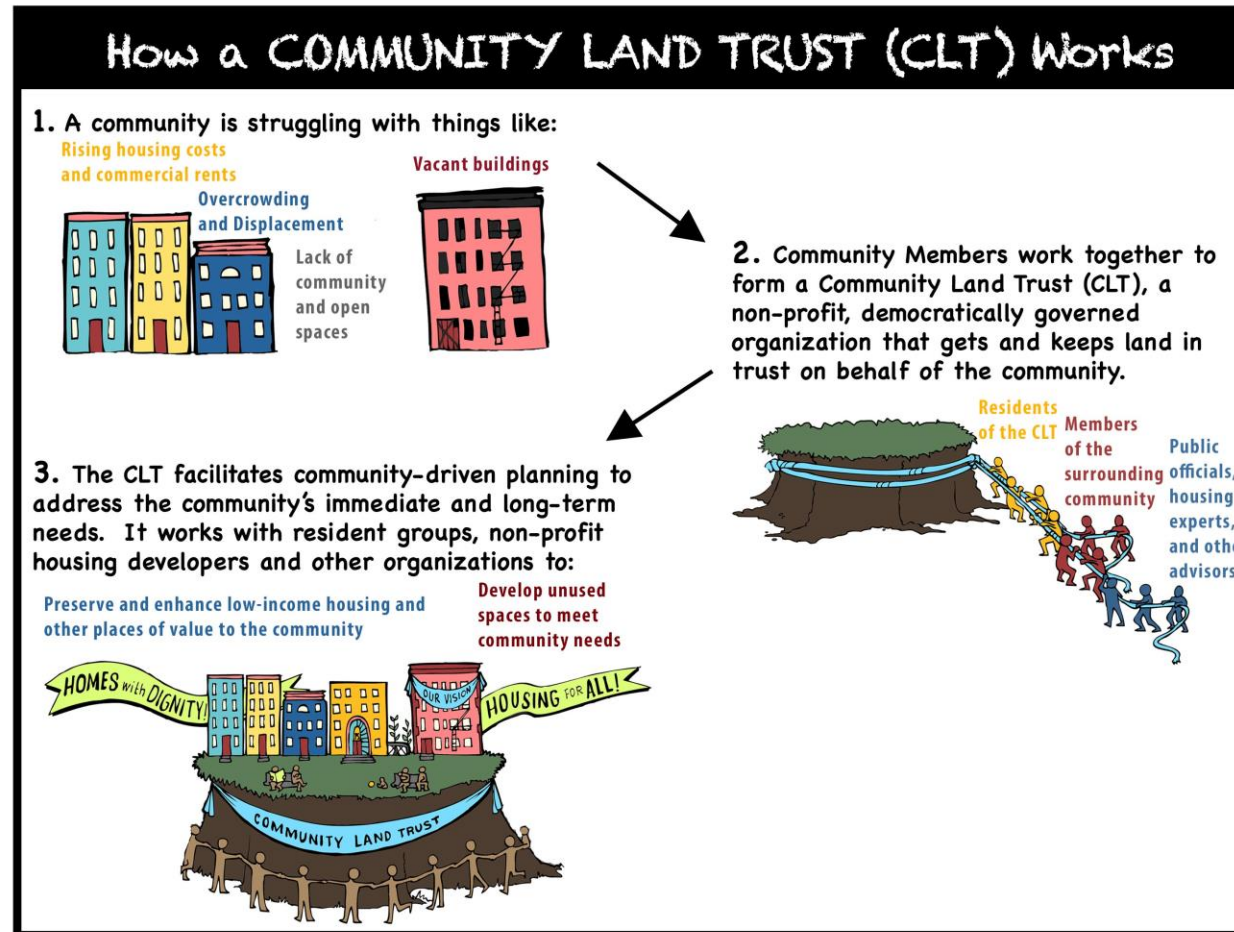 How a COMMUNITY LAND TRUST (CLT) Works
1. A community is struggling with things like:
Rising housing costs
and commercial rents
Overcrowding
and Displacement
Lack of
community
and open
spaces
Vacant buildings
2. Community Members work together to
form a Community Land Trust (CLT), a
non-profit, democratically governed
organization that gets and keeps land in
trust on behalf of the community.
Residents
of the CLT
Members
of the
surrounding
community
Public
officials,
housing
experts,
and othe
advisors
3. The CLT facilitates community-driven planning to
address the community's immediate and long-term
needs. It works with resident groups, non-profit
housing developers and other organizations to:
Preserve and enhance low-income housing and
other places of value to the community
Develop unused
spaces to meet
community needs
HOMES with DIGNITY!
OUR VISION
HOUSING FOR ALL!
COMMUNITY LAND TRUST